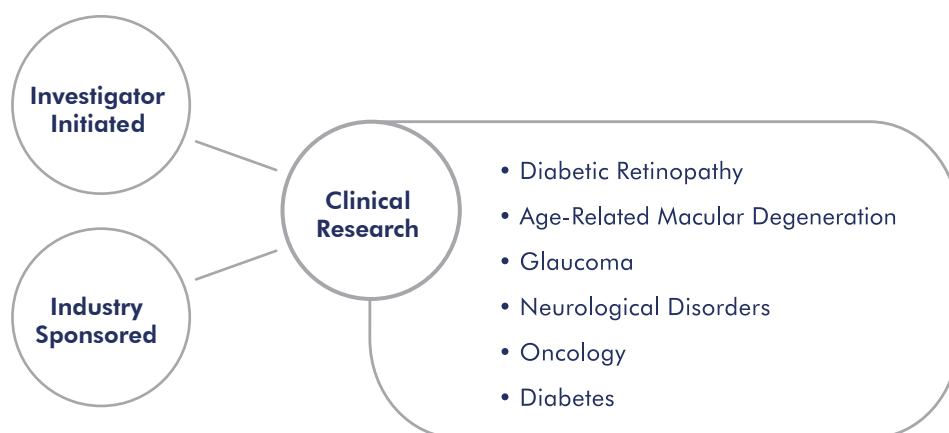 Investigator
Initiated
Industry
Sponsored
Clinical
Research
• Diabetic Retinopathy
• Age-Related Macular Degeneration
• Glaucoma
• Neurological Disorders
• Oncology
• Diabetes